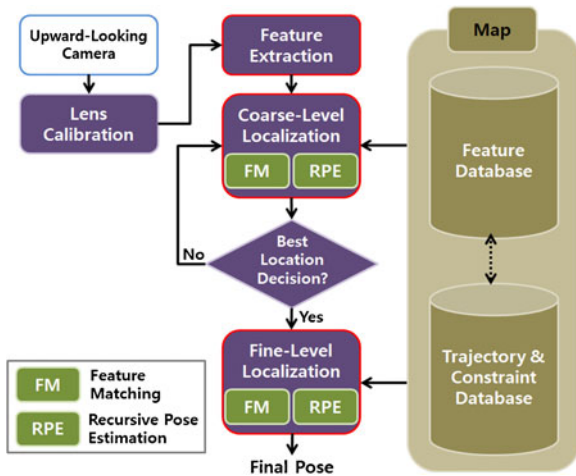 Upward-Looking
Camera
Lens
Calibration
Feature
Extraction
Coarse-Level
Localization
FM
RPE
Best
Location
Decision?
No
Yes
Fine-Level
Localization
FM
RPE
Final Pose
Map
Feature
Database
Trajectory &
Constraint
Database
FM
Feature
Matching
RPE
Recursive Pose
Estimation